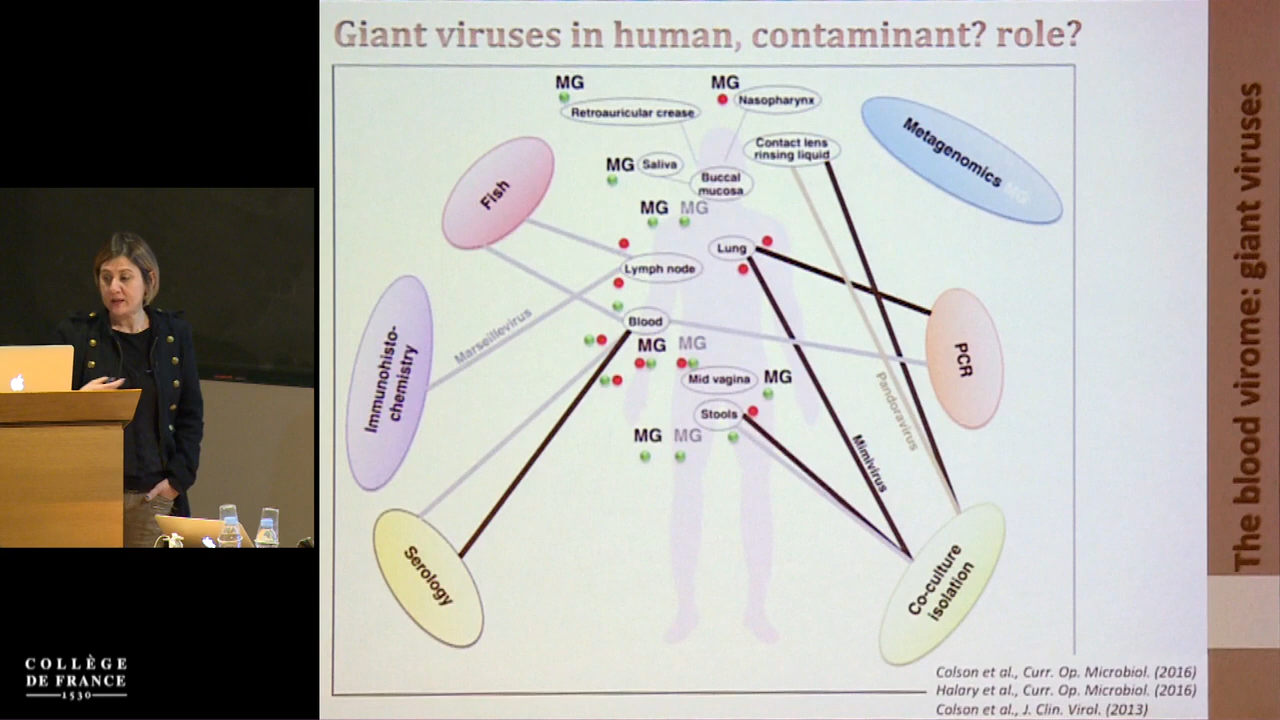 Giant viruses in human, contaminant? role?
MG
MG
Retroauricular crease
Nasopharynx
Contact lens
rinsing liquid
Metagenomics MG
Fish
MG
Saliva
Buccal
mucosa
MG MG
Lung
Lymph node
Marseillevirus
Blood
MG MG
Immunohisto-
chemistry
PCR
Mid vagina
MG
Stools
MG MG
Pandoravirus
Mimivirus
Serology
Co-culture
isolation
Colson et al., Curr. Op. Microbiol. (2016)
Halary et al., Curr. Op. Microbiol. (2016)
Colson et al., J. Clin. Virol. (2013)
The blood virome: giant viruses
COLLÈGE
DE FRANCE
1530